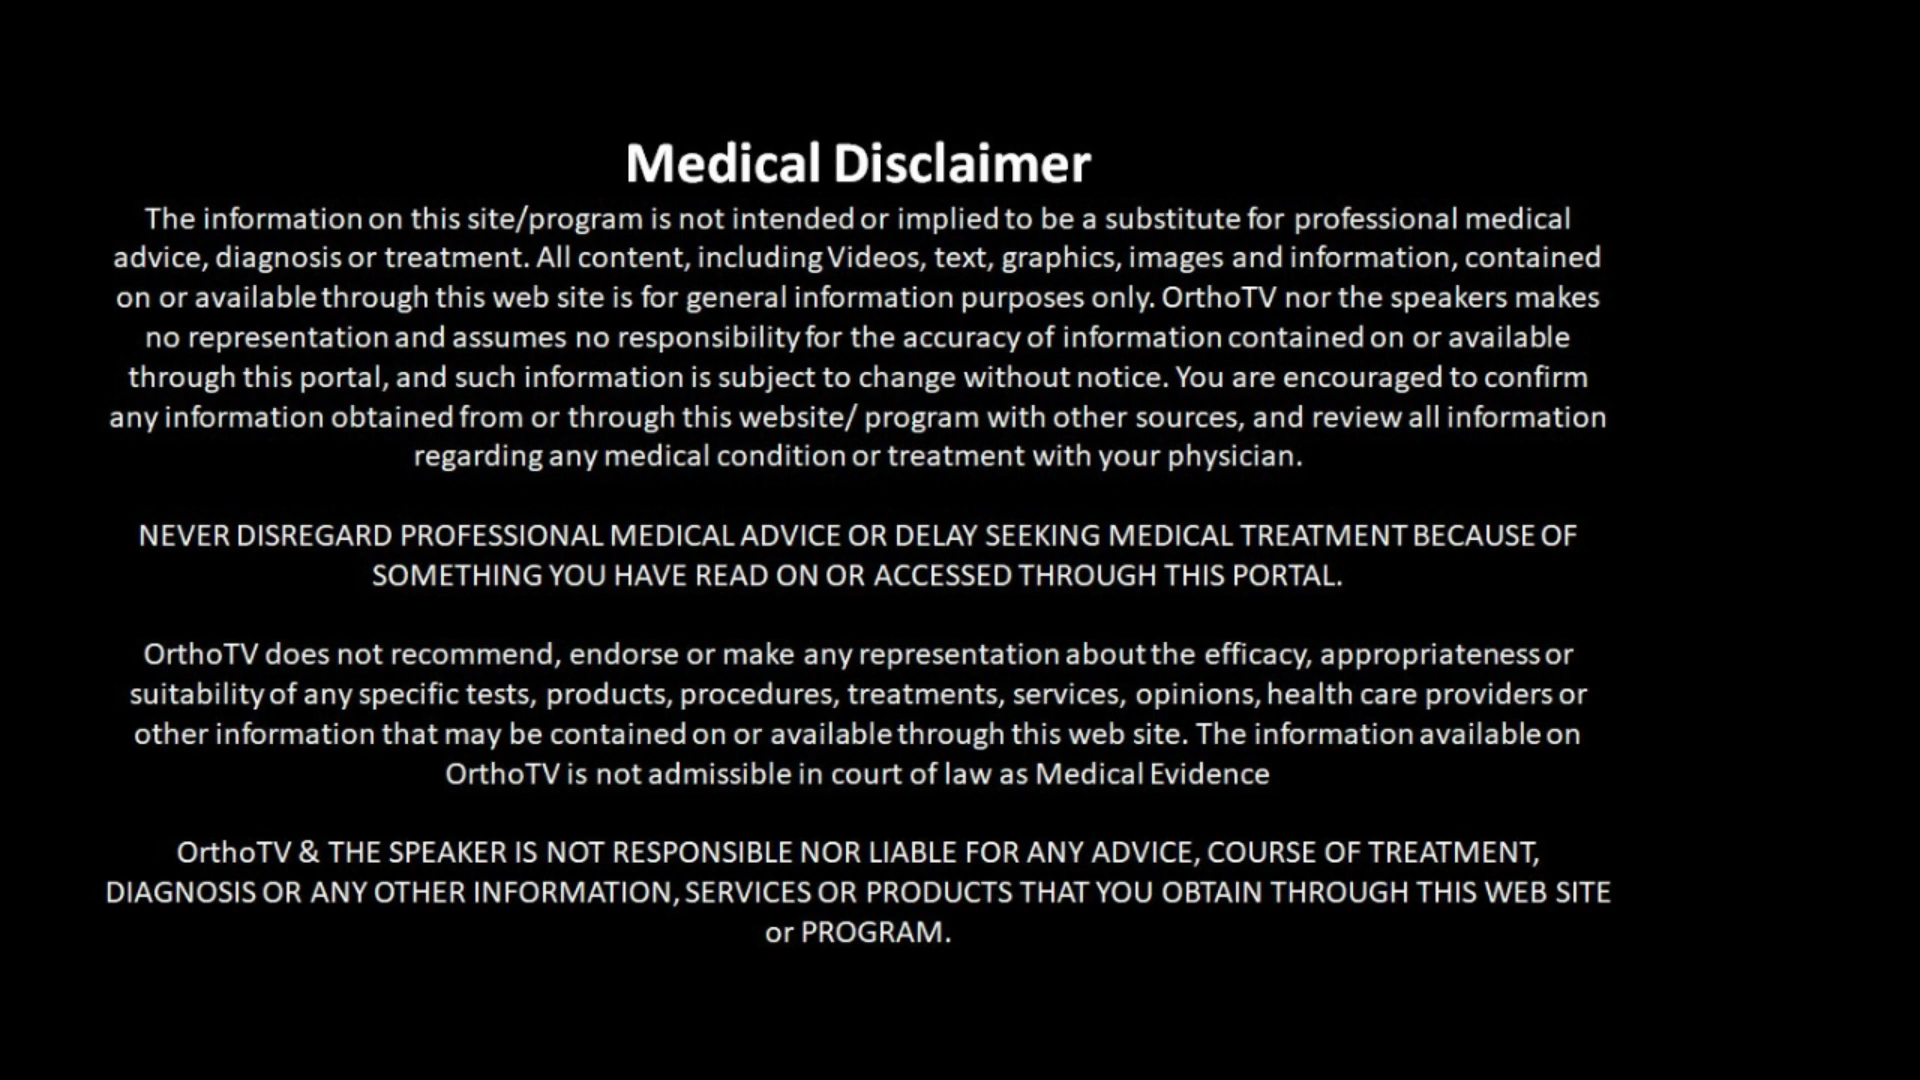 Medical Disclaimer
The information on this site/program is not intended or implied to be a substitute for professional medical
advice, diagnosis or treatment. All content, including Videos, text, graphics, images and information, contained
on or available through this web site is for general information purposes only. OrthoTV nor the speakers makes
no representation and assumes no responsibility for the accuracy of information contained on or available
through this portal, and such information is subject to change without notice. You are encouraged to confirm
any information obtained from or through this website/ program with other sources, and review all information
regarding any medical condition or treatment with your physician.
NEVER DISREGARD PROFESSIONAL MEDICAL ADVICE OR DELAY SEEKING MEDICAL TREATMENT BECAUSE OF
SOMETHING YOU HAVE READ ON OR ACCESSED THROUGH THIS PORTAL.
OrthoTV does not recommend, endorse or make any representation about the efficacy, appropriateness or
suitability of any specific tests, products, procedures, treatments, services, opinions, health care providers or
other information that may be contained on or available through this web site. The information available on
OrthoTV is not admissible in court of law as Medical Evidence
OrthoTV & THE SPEAKER IS NOT RESPONSIBLE NOR LIABLE FOR ANY ADVICE, COURSE OF TREATMENT,
DIAGNOSIS OR ANY OTHER INFORMATION, SERVICES OR PRODUCTS THAT YOU OBTAIN THROUGH THIS WEB SITE
or PROGRAM.